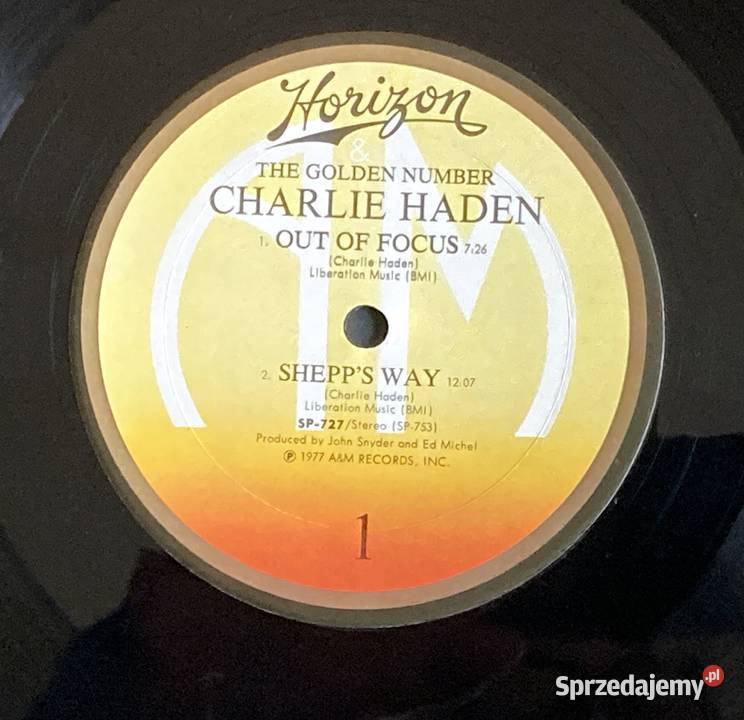 Horizon
&
THE GOLDEN NUMBER
CHARLIE HADEN
1. OUT OF FOCUS 7:26
(Charlie Haden)
Liberation Music (BMI)
2. SHEPP'S WAY 12:07
(Charlie Haden)
Liberation Music (BMI)
SP-727/Stereo (SP-753)
Produced by John Snyder and Ed Michel
℗ 1977 A&M RECORDS, INC.
1
Sprzedajemy.pl